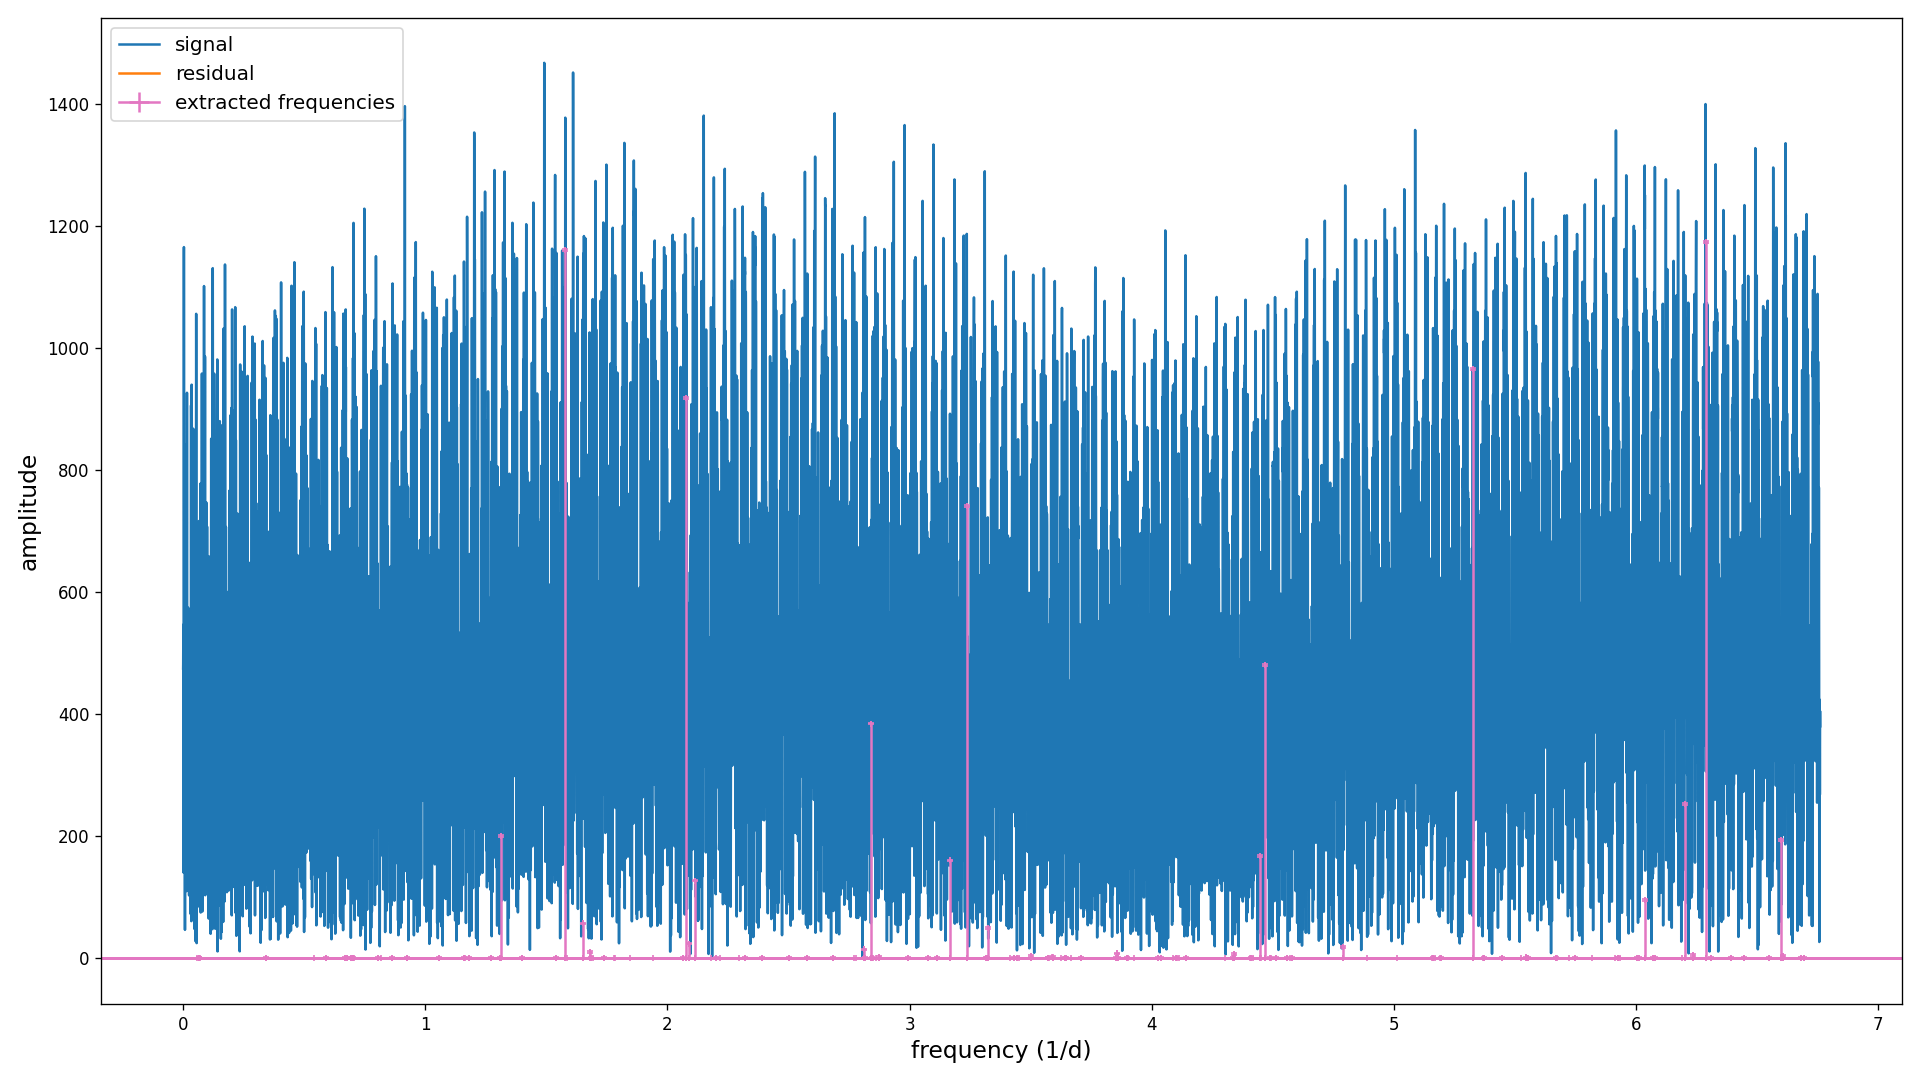 signal
residual
extracted frequencies
amplitude
1400
1200
1000
800
600
400
200
0
0 1 2 3 4 5 6 7
frequency (1/d)